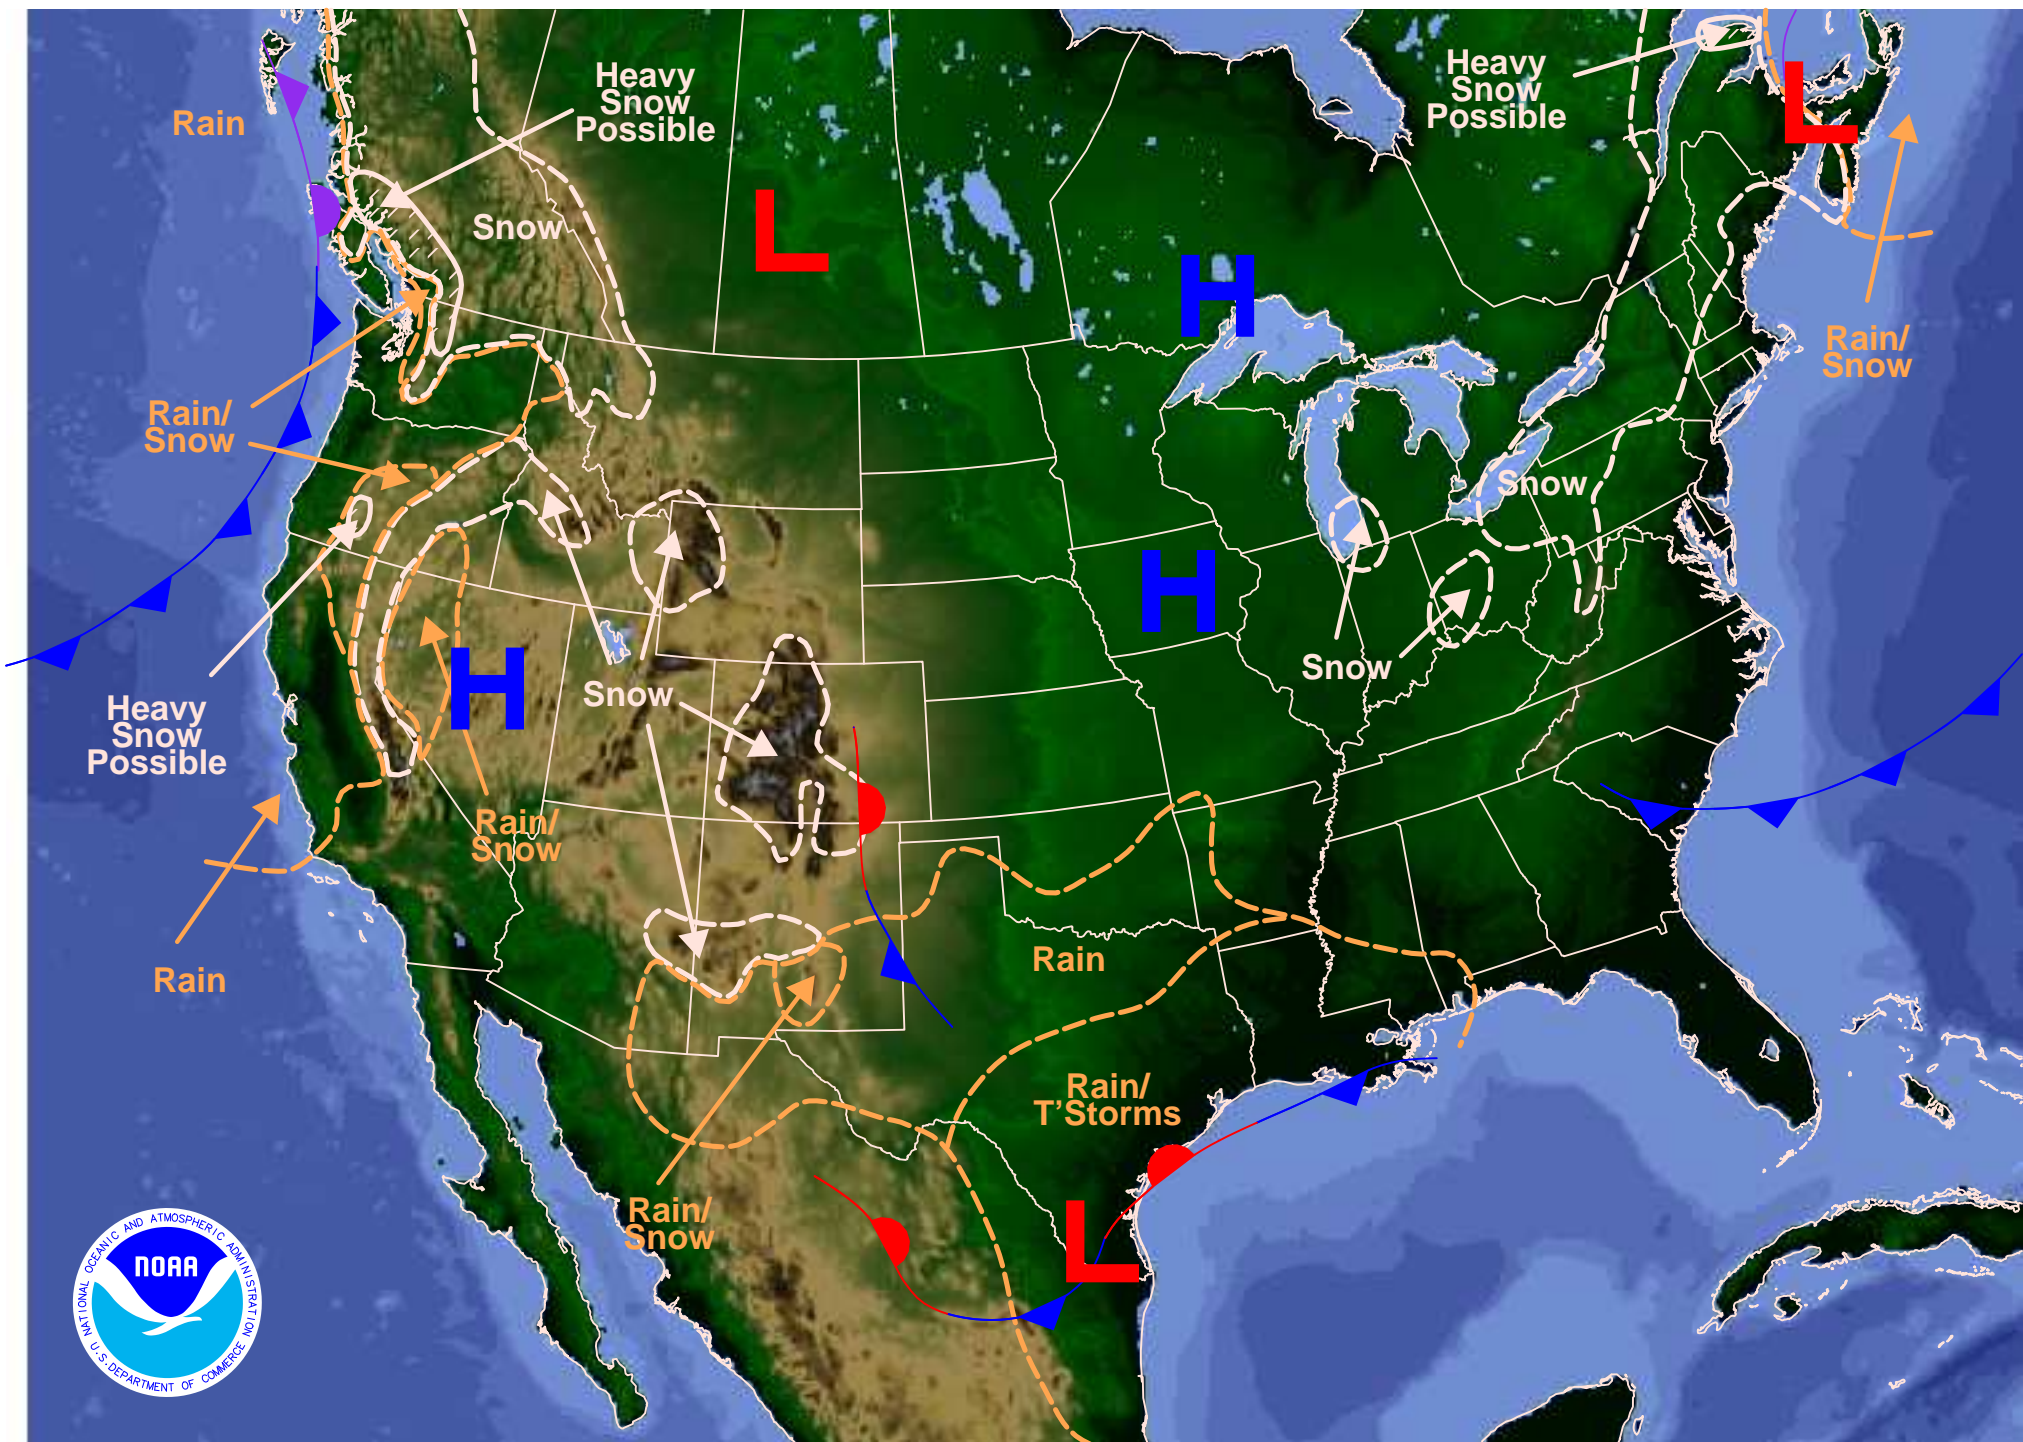 Heavy
Snow
Possible
Heavy
Snow
Possible
Rain
L
L
Snow
H
Rain/
Snow
Rain/
Snow
Snow
H
Snow
H
Snow
Heavy
Snow
Possible
Rain/
Snow
Rain
Rain
Rain/
T'Storms
Rain/
Snow
L
NATIONAL OCEANIC AND ATMOSPHERIC ADMINISTRATION
NOAA
U.S. DEPARTMENT OF COMMERCE